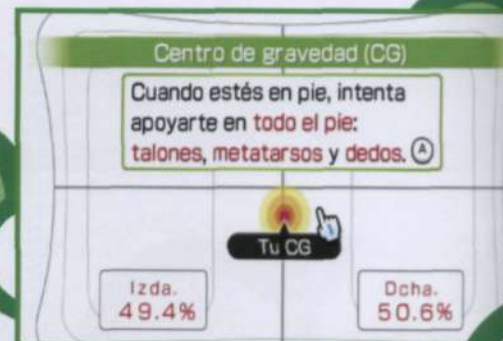 Centro de gravedad (CG)
Cuando estés en pie, intenta
apoyarte en todo el pie:
talones, metatarsos y dedos. A
Tu CG
Izda.
49.4%
Dcha.
50.6%